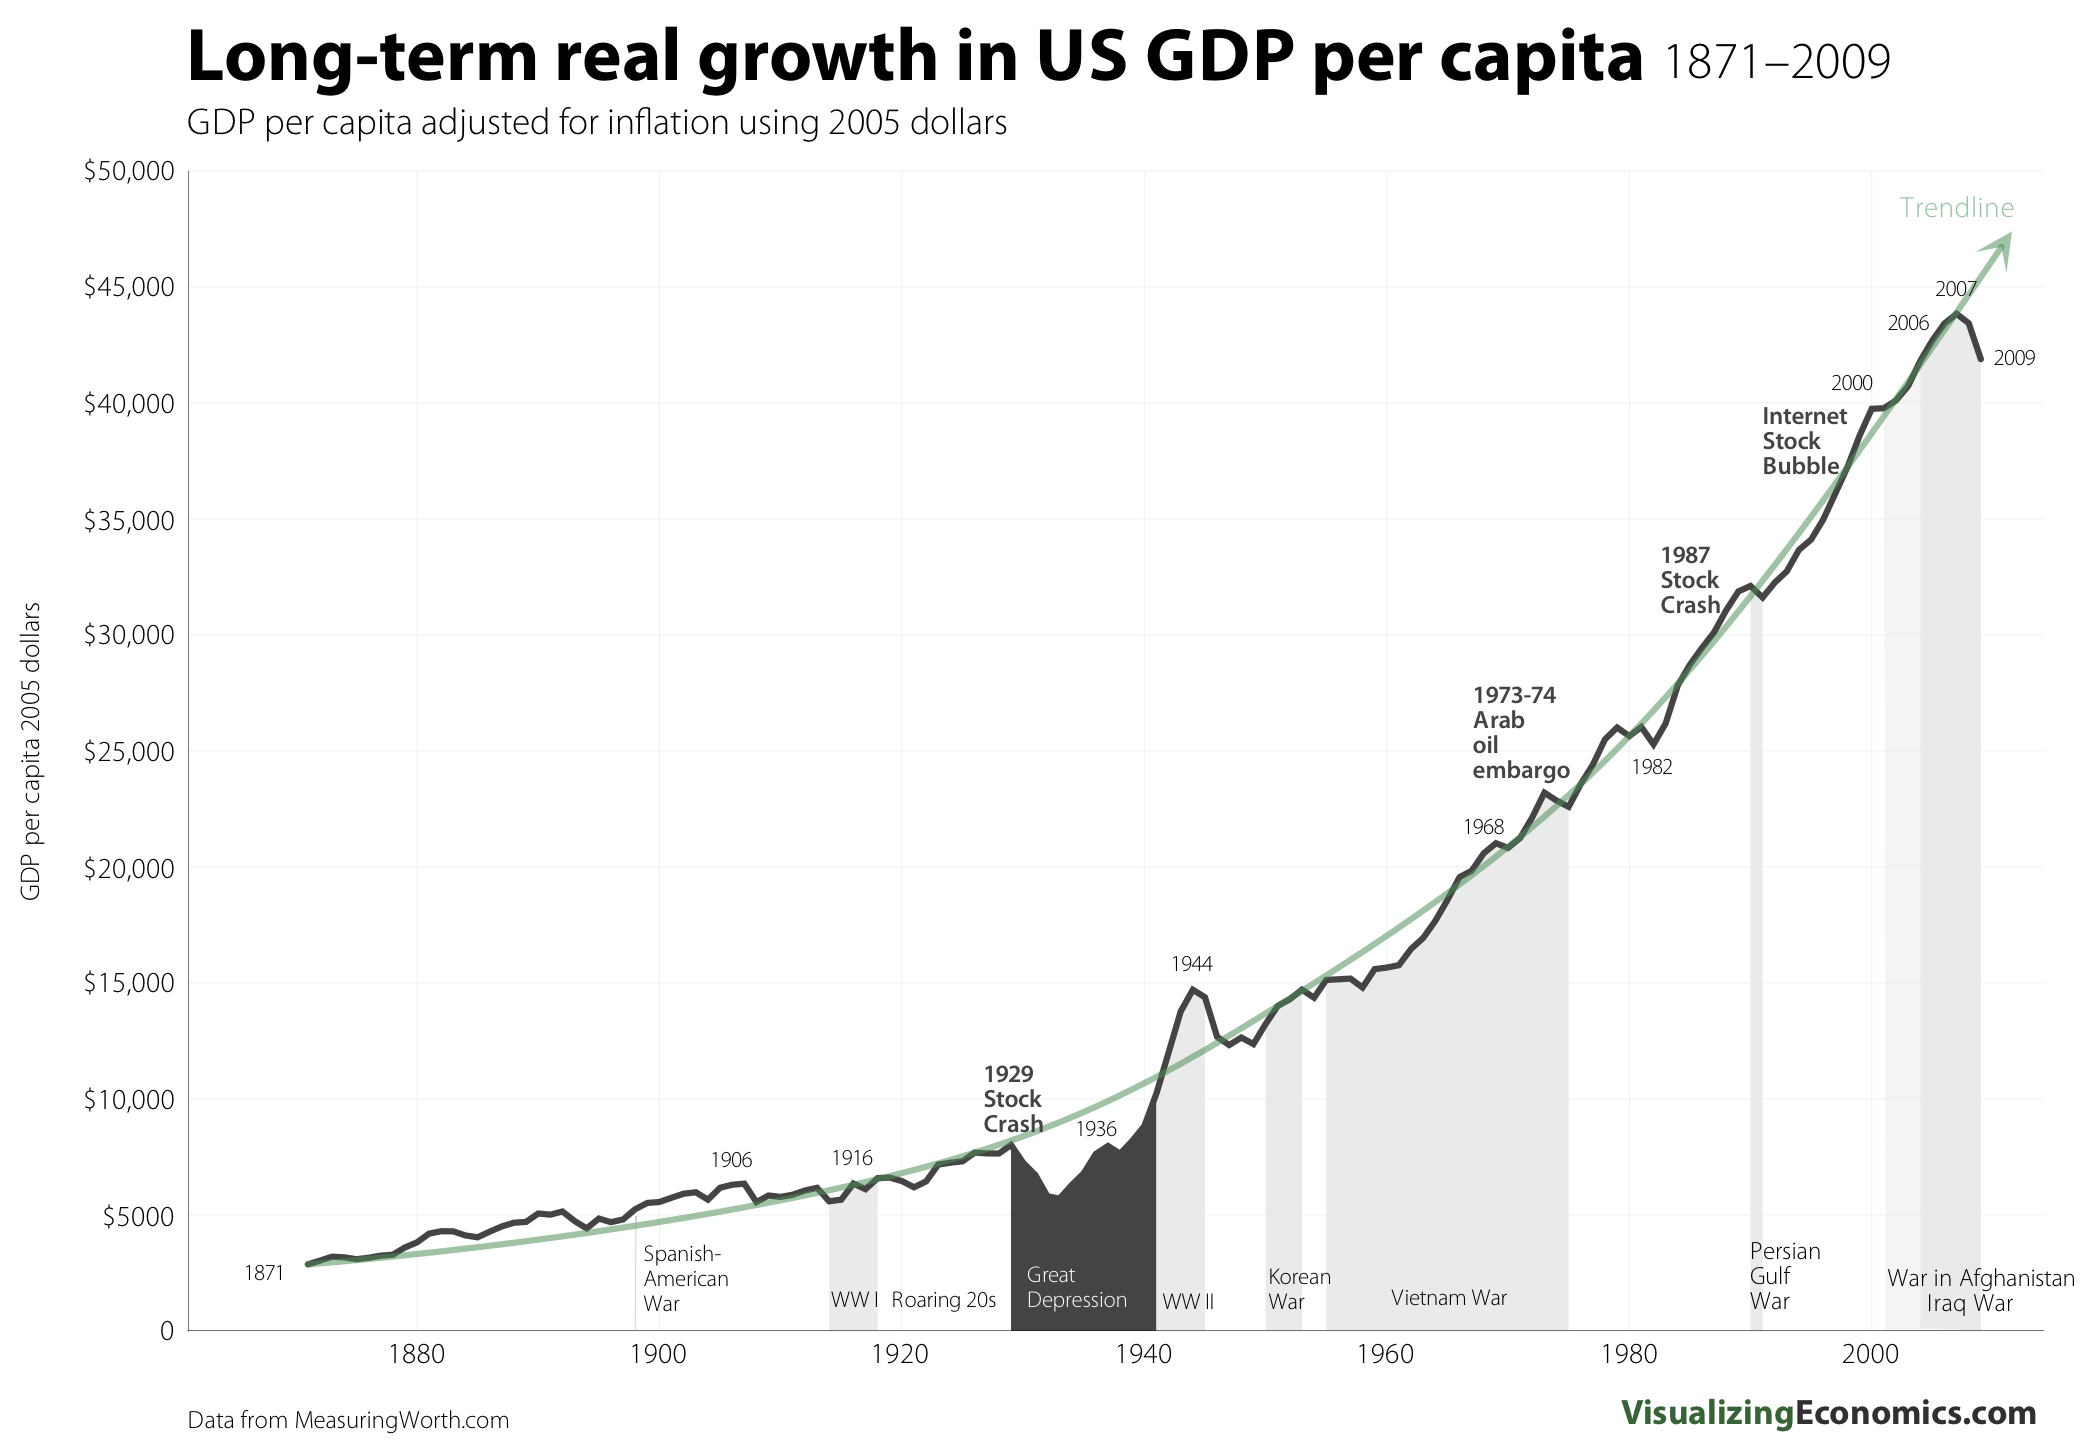 Long-term real growth in US GDP per capita 1871–2009
GDP per capita adjusted for inflation using 2005 dollars
$50,000
Trendline
$45,000
2007
2006
2009
2000
$40,000
Internet
Stock
Bubble
$35,000
1987
Stock
Crash
$30,000
GDP per capita 2005 dollars
1973-74
Arab
oil
embargo
$25,000
1982
1968
$20,000
$15,000
1944
$10,000
1929
Stock
Crash
1936
1906
1916
$5000
1871
Spanish-
American
War
WW I
Roaring 20s
Great
Depression
WW II
Korean
War
Vietnam War
Persian
Gulf
War
War in Afghanistan
Iraq War
0
1880
1900
1920
1940
1960
1980
2000
Data from MeasuringWorth.com
VisualizingEconomics.com